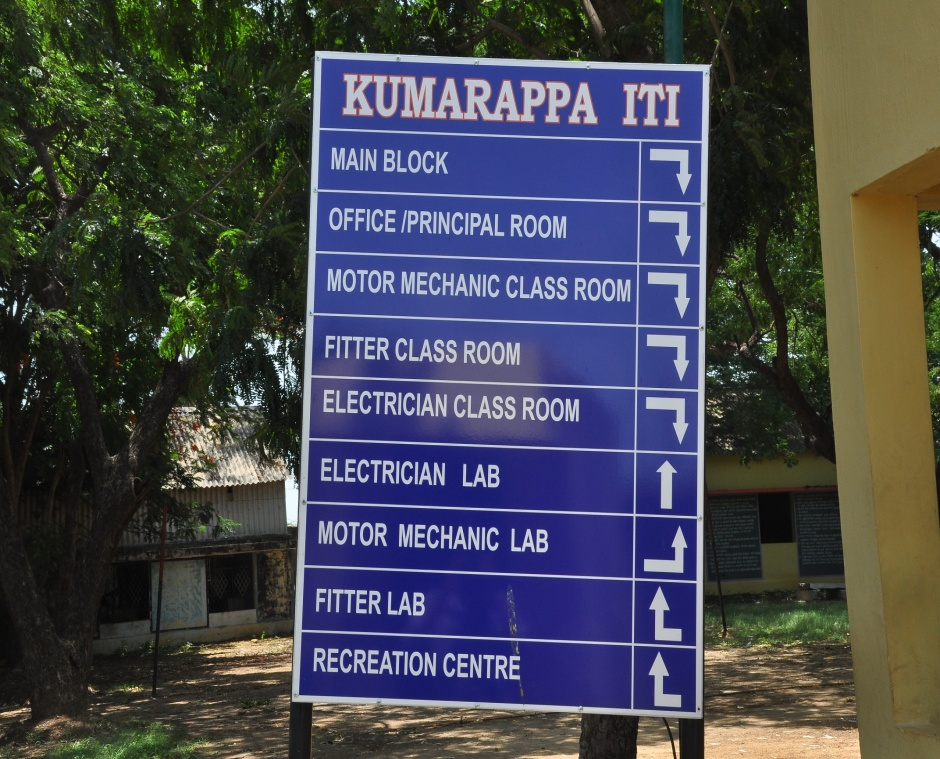 KUMARAPPA ITI
MAIN BLOCK
OFFICE /PRINCIPAL ROOM
MOTOR MECHANIC CLASS ROOM
FITTER CLASS ROOM
ELECTRICIAN CLASS ROOM
ELECTRICIAN LAB
MOTOR MECHANIC LAB
FITTER LAB
RECREATION CENTRE